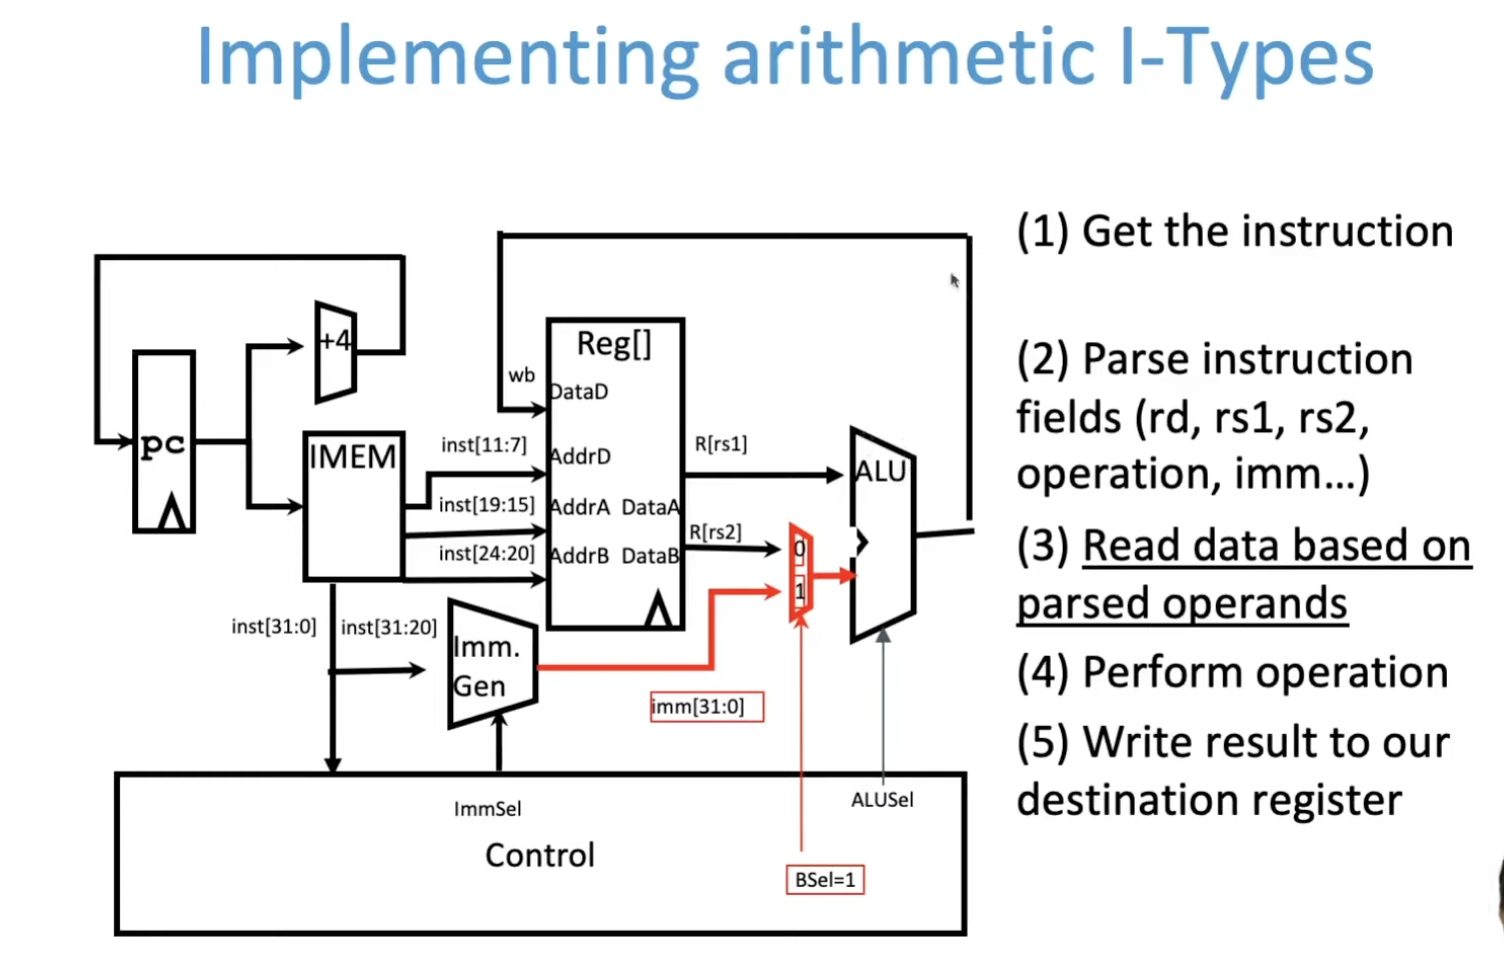 Implementing arithmetic I-Types
(1) Get the instruction
(2) Parse instruction
fields (rd, rs1, rs2,
operation, imm...)
(3) Read data based on
parsed operands
(4) Perform operation
(5) Write result to our
destination register
+4
pc
IMEM
Reg[]
wb
DataD
inst[11:7]
AddrD
inst[19:15]
AddrA DataA
inst[24:20]
AddrB DataB
R[rs1]
R[rs2]
ALU
0
1
inst[31:0]
inst[31:20]
Imm.
Gen
imm[31:0]
ImmSel
ALUSel
Control
BSel=1